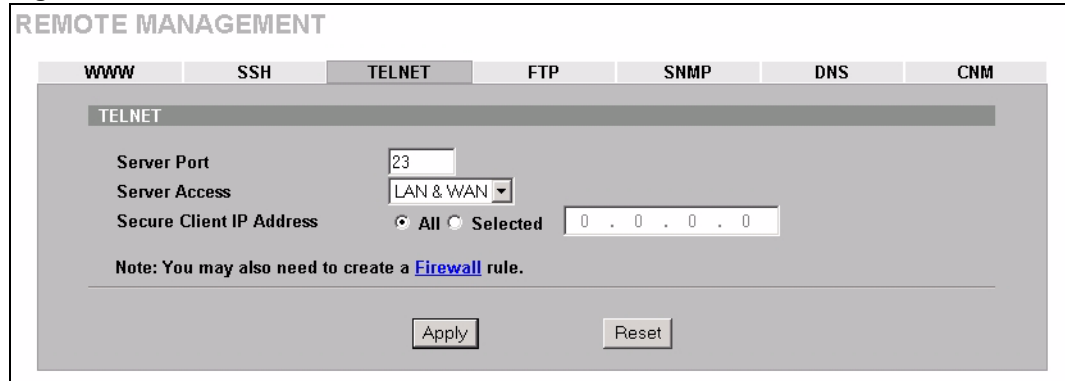 REMOTE MANAGEMENT
WWW SSH TELNET FTP SNMP DNS CNM
TELNET
Server Port 23
Server Access LAN & WAN
Secure Client IP Address All Selected 0 . 0 . 0 . 0
Note: You may also need to create a Firewall rule.
Apply Reset